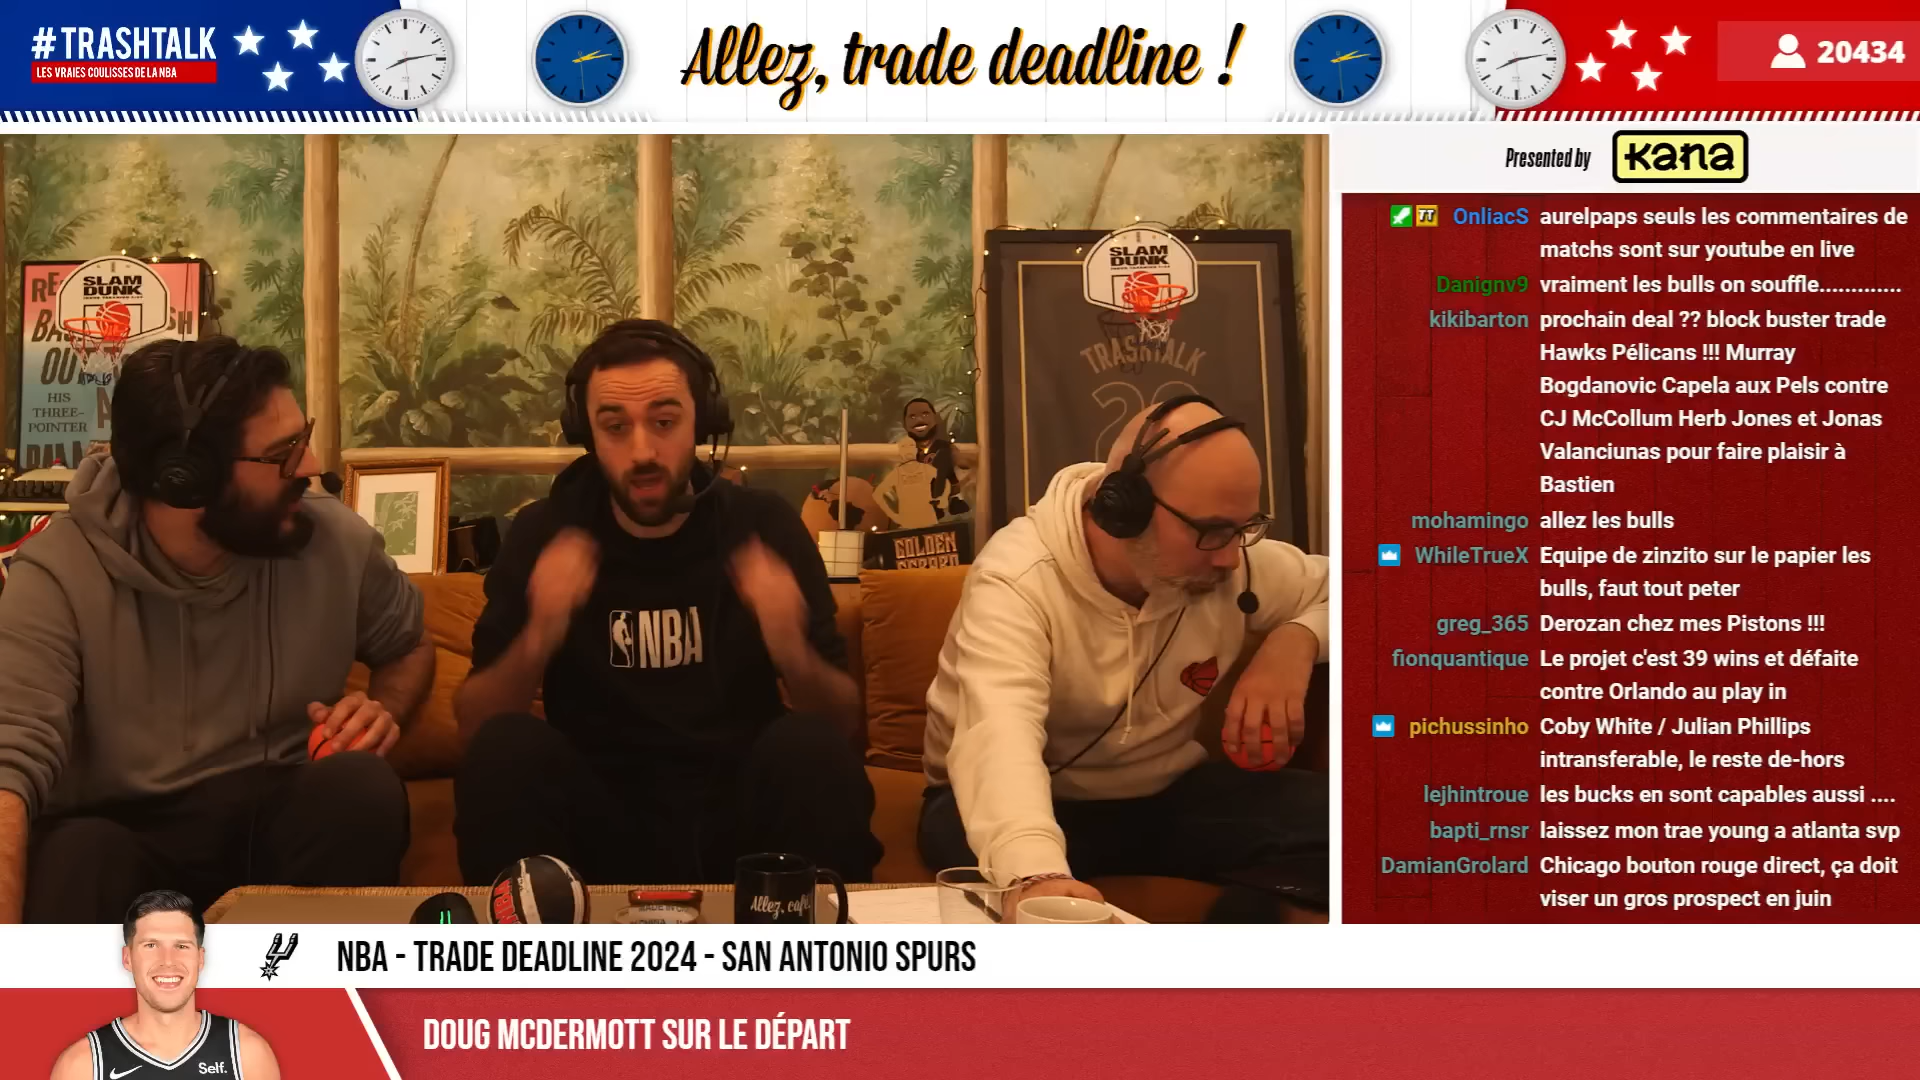 #TRASHTALK
LES VRAIES COULISSES DE LA NBA
Allez, trade deadline !
20434
Presented by
Kana
SLAM
DUNK
HIS
THREE-
POINTER
SLAM
DUNK
TRASHTALK
GOLDEN
NBA
Allez, café
TT OnliacS aurelpaps seuls les commentaires de
matchs sont sur youtube en live
Danignv9 vraiment les bulls on souffle.............
kikibarton prochain deal ?? block buster trade
Hawks Pélicans !!! Murray
Bogdanovic Capela aux Pels contre
CJ McCollum Herb Jones et Jonas
Valanciunas pour faire plaisir à
Bastien
mohamingo allez les bulls
WhileTrueX Equipe de zinzito sur le papier les
bulls, faut tout peter
greg_365 Derozan chez mes Pistons !!!
fionquantique Le projet c'est 39 wins et défaite
contre Orlando au play in
pichussinho Coby White / Julian Phillips
intransferable, le reste de-hors
lejhintroue les bucks en sont capables aussi ....
bapti_rnsr laissez mon trae young a atlanta svp
DamianGrolard Chicago bouton rouge direct, ça doit
viser un gros prospect en juin
NBA - TRADE DEADLINE 2024 - SAN ANTONIO SPURS
Self.
DOUG MCDERMOTT SUR LE DÉPART